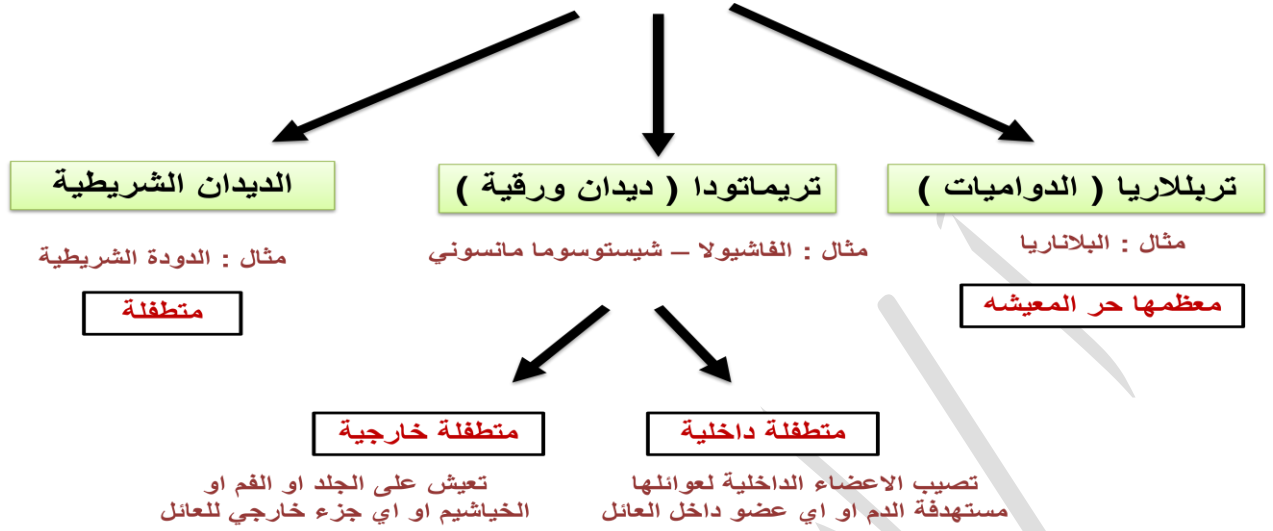 تربللاريا ( الدواميات )
تريماتودا ( ديدان ورقية )
الديدان الشريطية
مثال : البلاناريا
مثال : الفاشيولا – شيستوسوما مانسوني
مثال : الدودة الشريطية
معظمها حر المعيشه
متطفلة
متطفلة داخلية
متطفلة خارجية
تصيب الاعضاء الداخلية لعوائلها
مستهدفة الدم او اي عضو داخل العائل
تعيش على الجلد او الفم او
الخياشيم او اي جزء خارجي للعائل